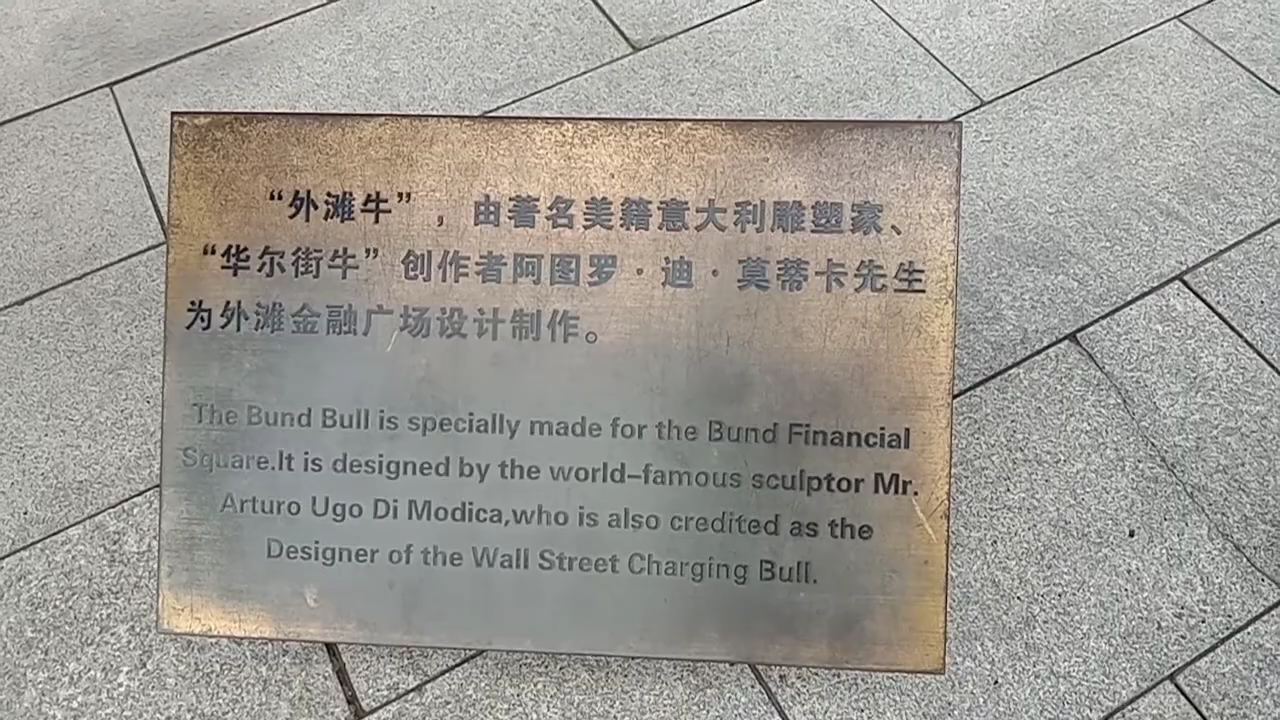 “外滩牛”，由著名美籍意大利雕塑家、
“华尔街牛”创作者阿图罗·迪·莫蒂卡先生
为外滩金融广场设计制作。
The Bund Bull is specially made for the Bund Financial
Square.It is designed by the world–famous sculptor Mr.
Arturo Ugo Di Modica,who is also credited as the
Designer of the Wall Street Charging Bull.